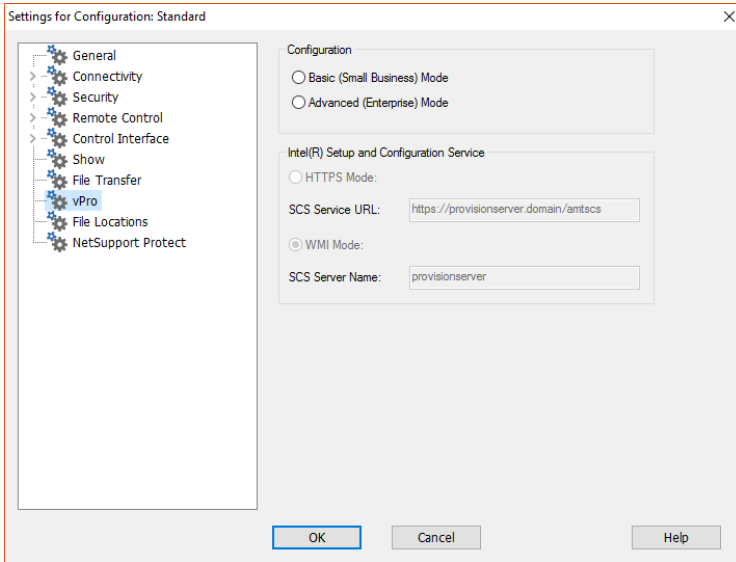 Settings for Configuration: Standard
General
Connectivity
Security
Remote Control
Control Interface
Show
File Transfer
vPro
File Locations
NetSupport Protect
Configuration
Basic (Small Business) Mode
Advanced (Enterprise) Mode
Intel(R) Setup and Configuration Service
HTTPS Mode:
SCS Service URL: https://provisionserver.domain/amtscs
WMI Mode:
SCS Server Name: provisionserver
OK Cancel Help